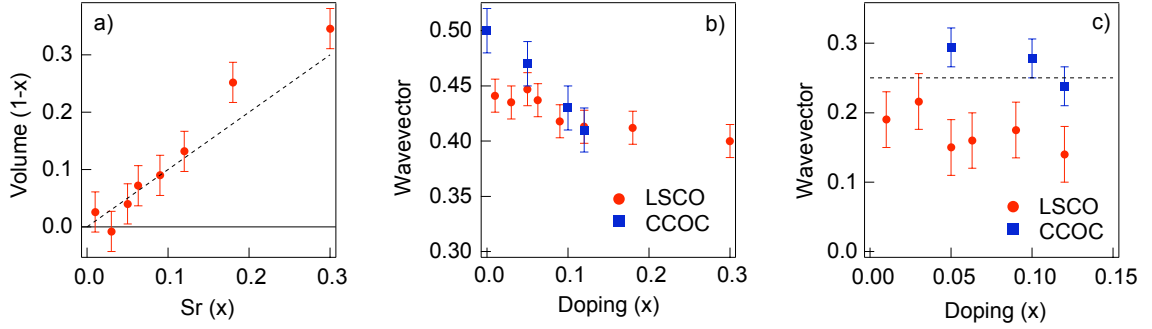 a)
Volume (1-x)
0.3
0.2
0.1
0.0
0.0 0.1 0.2 0.3
Sr (x)
b)
Wavevector
0.50
0.45
0.40
0.35
0.30
LSCO
CCOC
0.0 0.1 0.2 0.3
Doping (x)
c)
Wavevector
0.3
0.2
0.1
0.0
LSCO
CCOC
0.0 0.05 0.10 0.15
Doping (x)